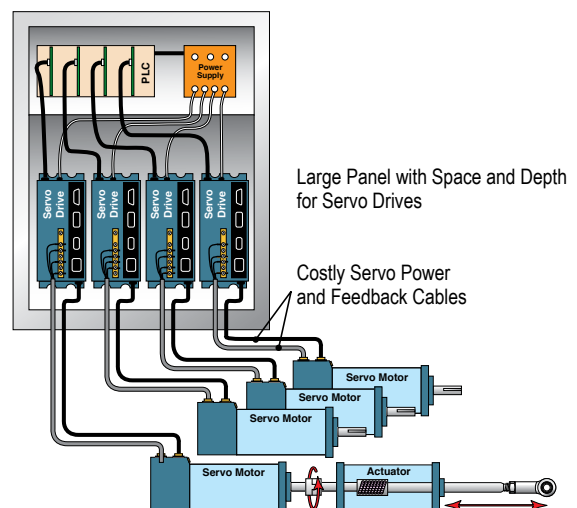 PLC
Power
Supply
Servo
Drive
Servo
Drive
Servo
Drive
Servo
Drive
Large Panel with Space and Depth
for Servo Drives
Costly Servo Power
and Feedback Cables
Servo Motor
Servo Motor
Servo Motor
Servo Motor
Actuator